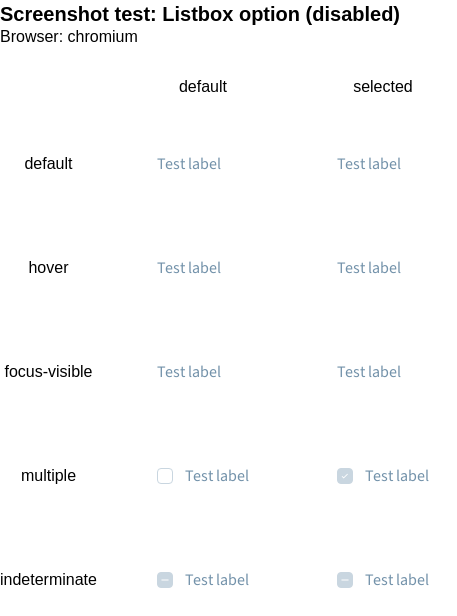 Screenshot test: Listbox option (disabled)
Browser: chromium
default selected
default Test label Test label
hover Test label Test label
focus-visible Test label Test label
multiple Test label Test label
indeterminate Test label Test label